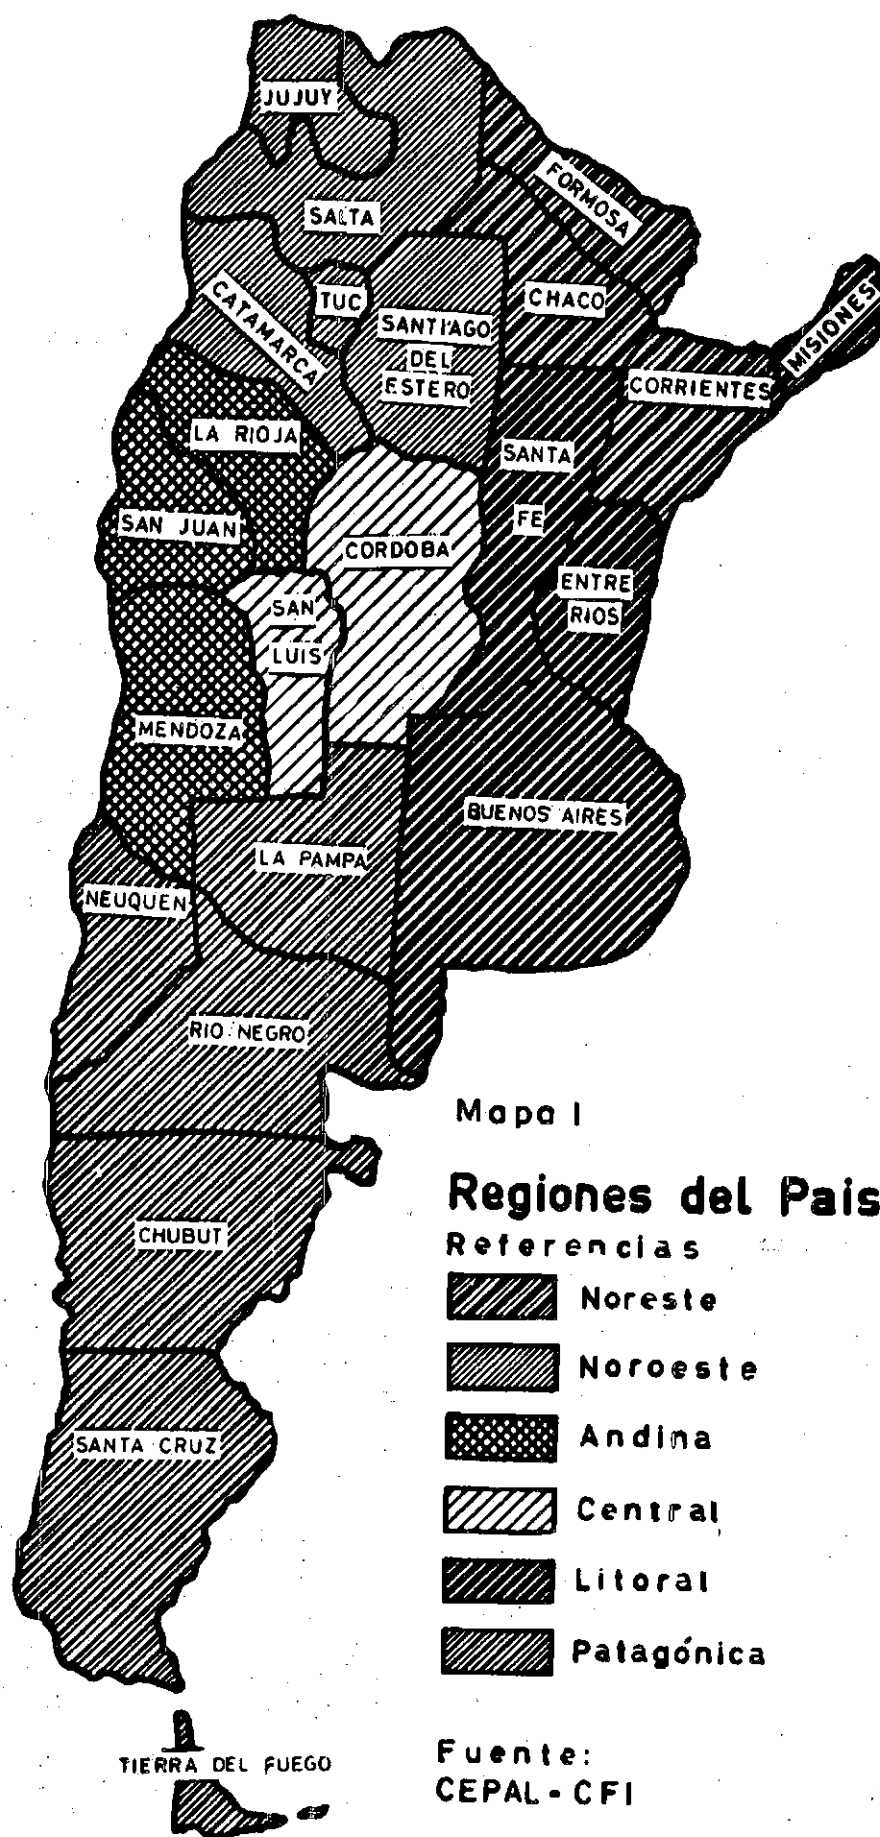 JUJUY
FORMOSA
SALTA
CATAMARCA
TUC
CHACO
MISIONES
SANTIAGO
DEL
ESTERO
CORRIENTES
LA RIOJA
SANTA
FE
SAN JUAN
CORDOBA
ENTRE
RIOS
SAN
LUIS
MENDOZA
BUENOS AIRES
LA PAMPA
NEUQUEN
RIO NEGRO
Mapa I
Regiones del Pais
Referencias
CHUBUT
Noreste
Noroeste
Andina
SANTA CRUZ
Central
Litoral
Patagónica
TIERRA DEL FUEGO
Fuente:
CEPAL - CFI